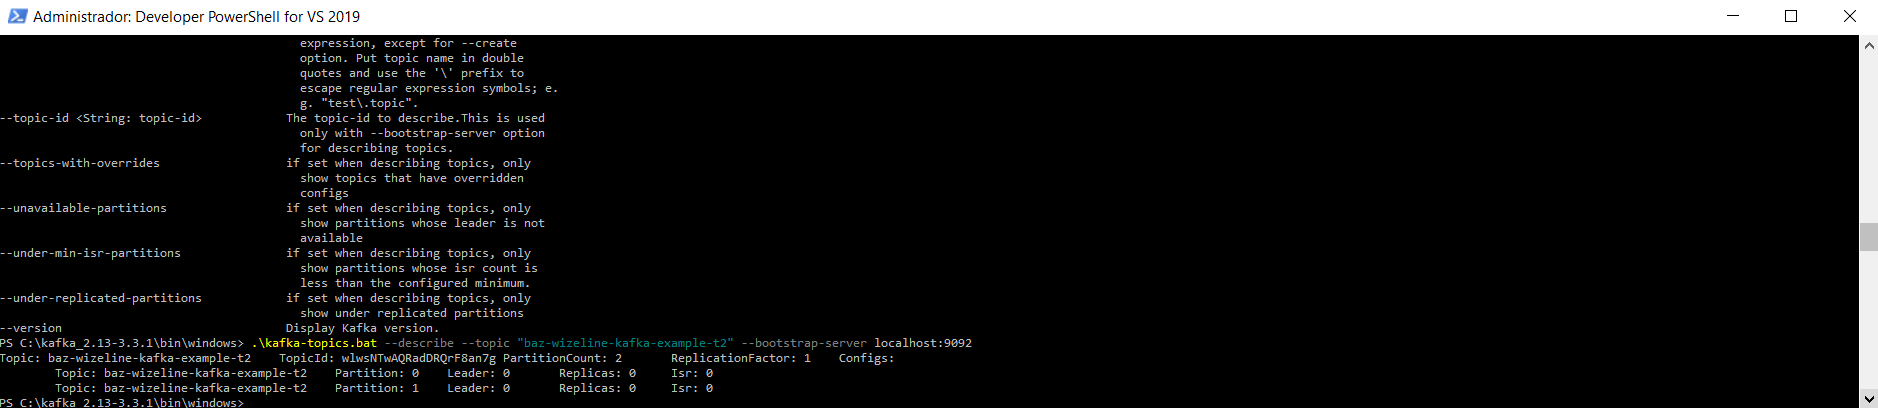 Administrador: Developer PowerShell for VS 2019
expression, except for --create
option. Put topic name in double
quotes and use the '\' prefix to
escape regular expression symbols; e.
g. "test\.topic".
--topic-id <String: topic-id> The topic-id to describe.This is used
only with --bootstrap-server option
for describing topics.
--topics-with-overrides if set when describing topics, only
show topics that have overridden
configs
--unavailable-partitions if set when describing topics, only
show partitions whose leader is not
available
--under-min-isr-partitions if set when describing topics, only
show partitions whose isr count is
less than the configured minimum.
--under-replicated-partitions if set when describing topics, only
show under replicated partitions
--version Display Kafka version.
PS C:\kafka_2.13-3.3.1\bin\windows> .\kafka-topics.bat --describe --topic "baz-wizeline-kafka-example-t2" --bootstrap-server localhost:9092
Topic: baz-wizeline-kafka-example-t2 TopicId: wlwsNTwAQRadDRQrF8an7g PartitionCount: 2 ReplicationFactor: 1 Configs:
Topic: baz-wizeline-kafka-example-t2 Partition: 0 Leader: 0 Replicas: 0 Isr: 0
Topic: baz-wizeline-kafka-example-t2 Partition: 1 Leader: 0 Replicas: 0 Isr: 0
PS C:\kafka_2.13-3.3.1\bin\windows>